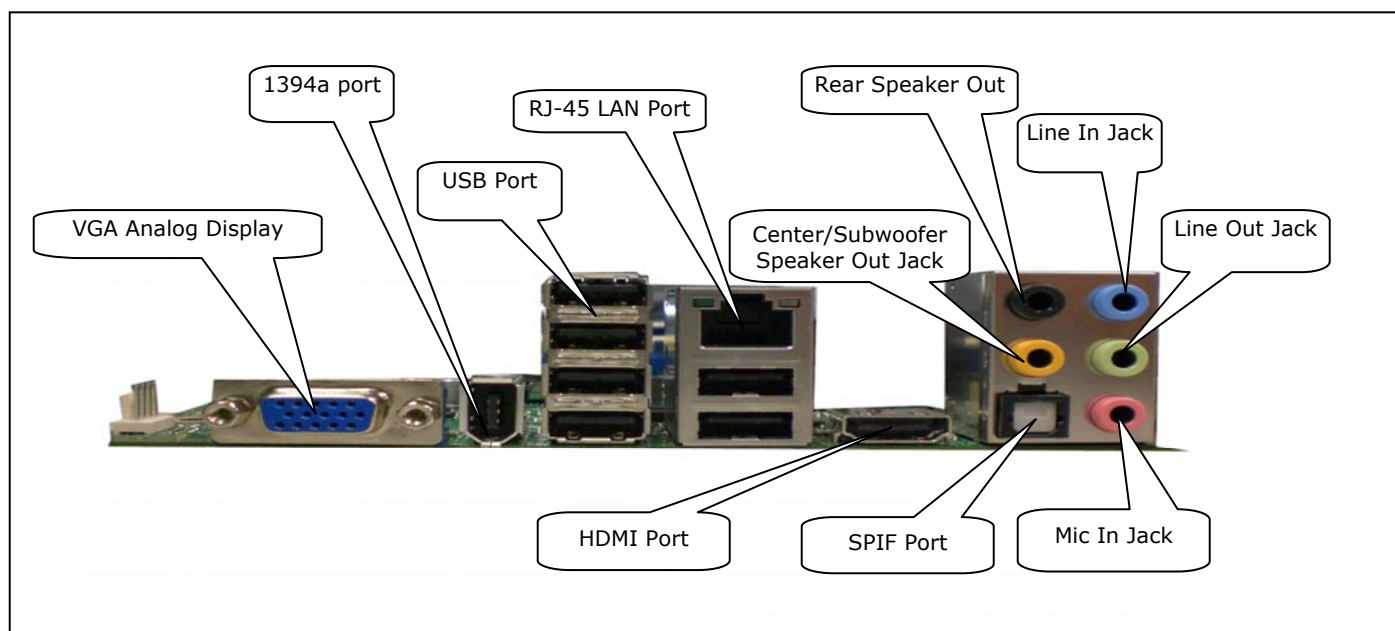 1394a port
Rear Speaker Out
RJ-45 LAN Port
Line In Jack
USB Port
VGA Analog Display
Center/Subwoofer
Speaker Out Jack
Line Out Jack
HDMI Port
SPIF Port
Mic In Jack